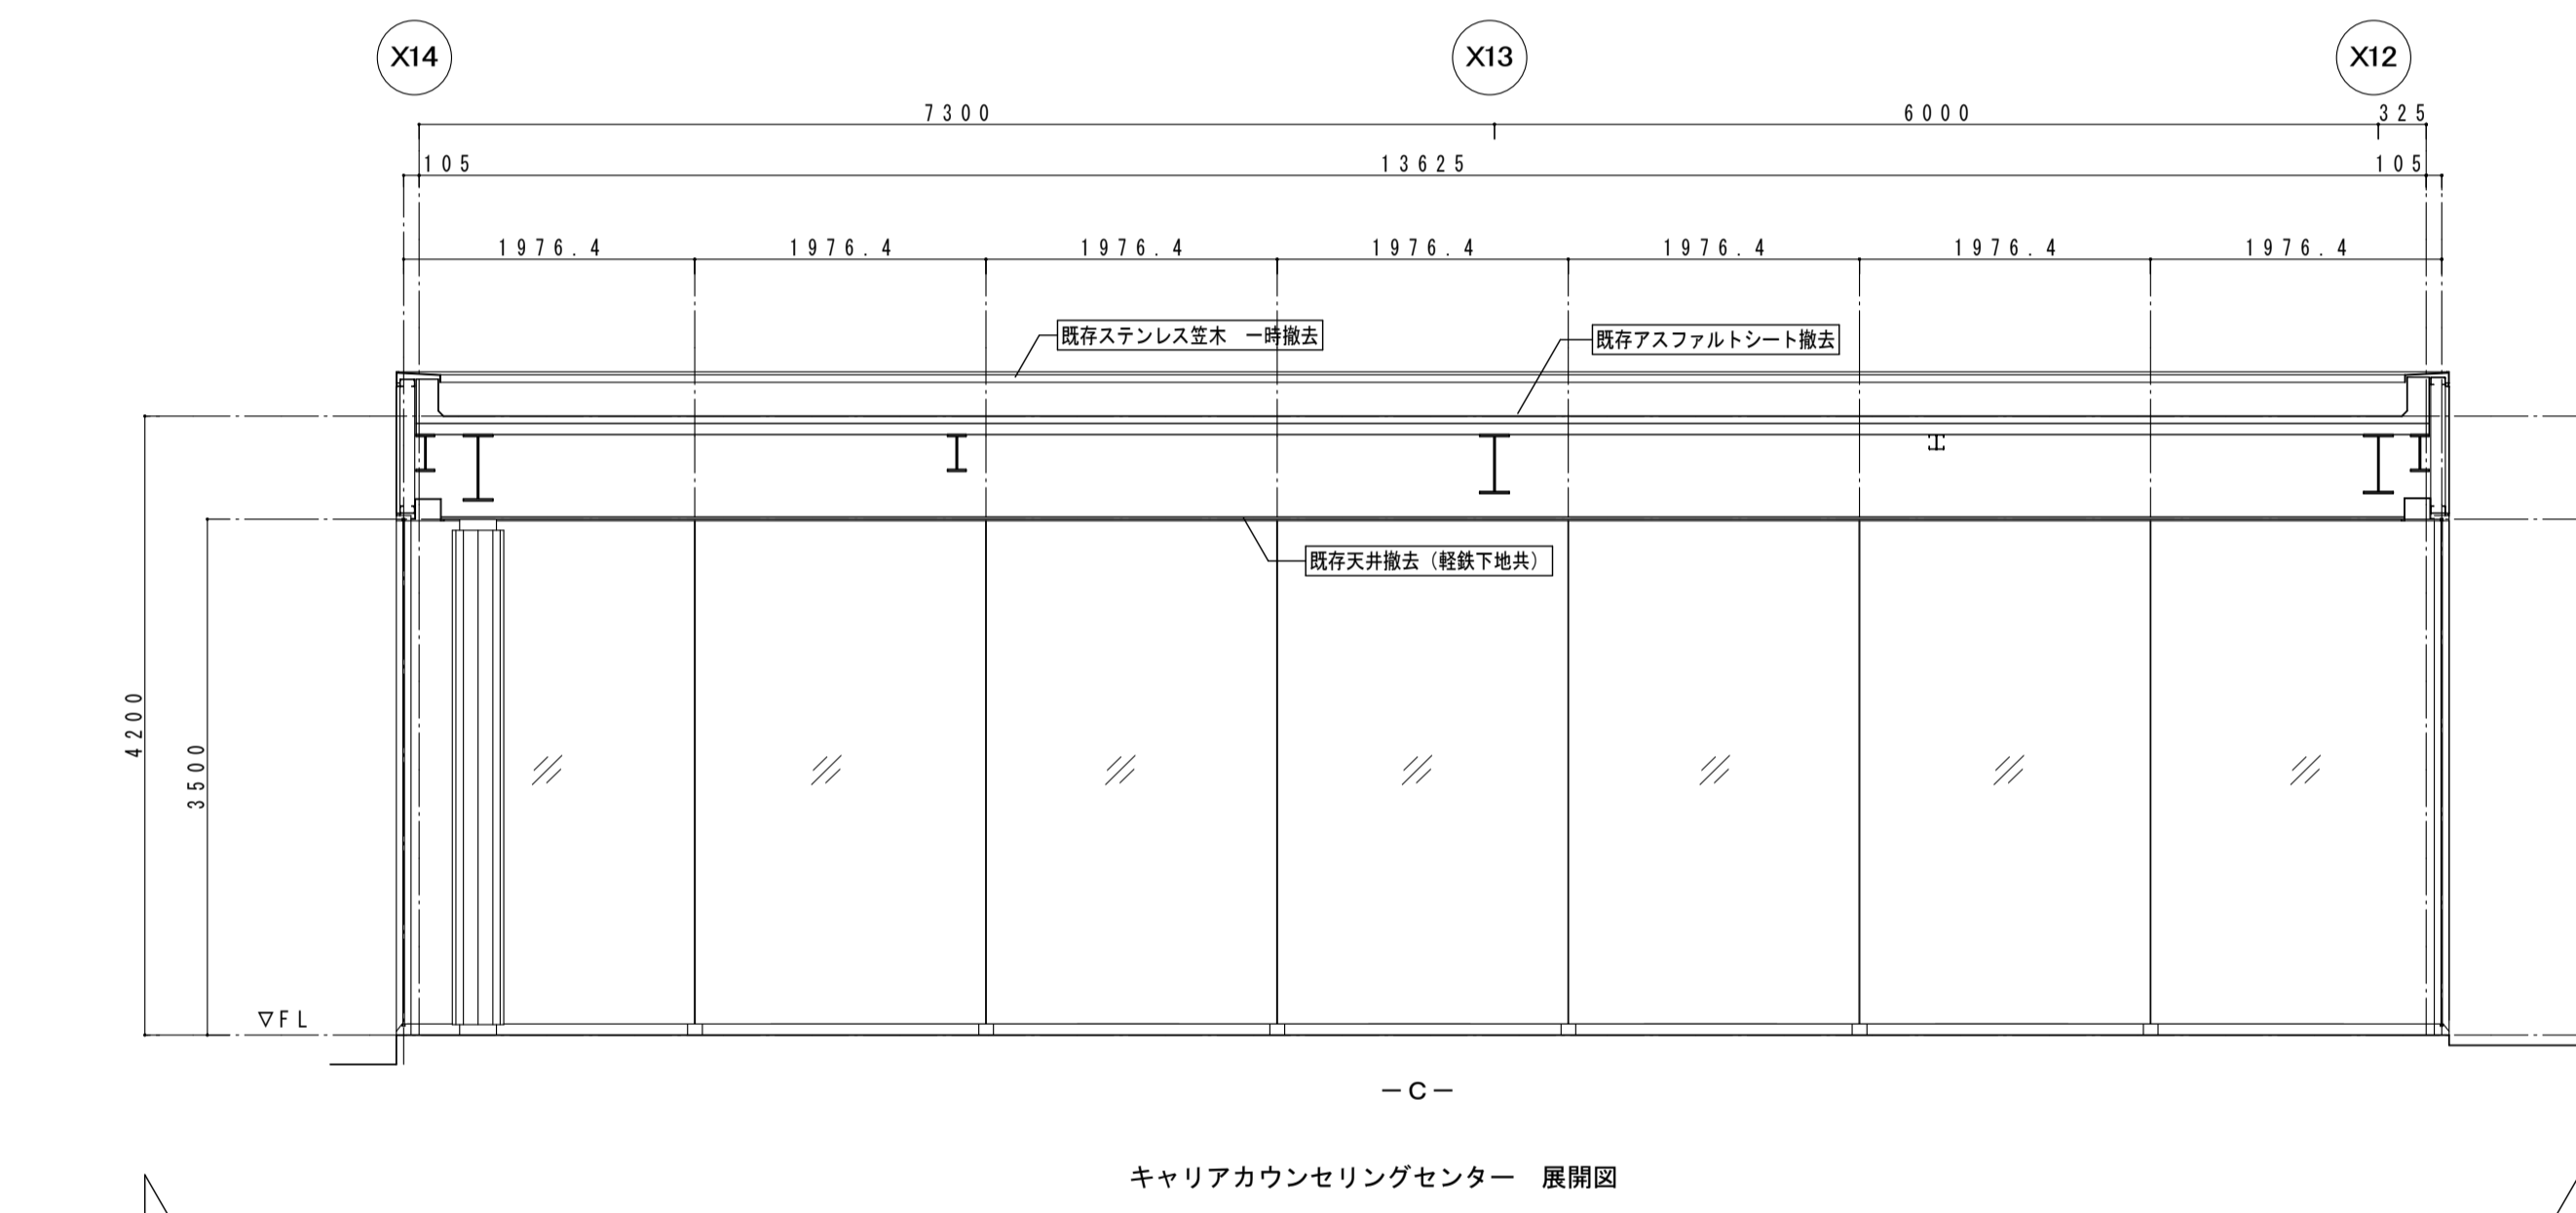 X14 X13 X12
7300 6000 325
105 13625 105
1976.4 1976.4 1976.4 1976.4 1976.4 1976.4 1976.4
既存ステンレス笠木　一時撤去
既存アスファルトシート撤去
既存天井撤去（軽鉄下地共）
4200
3500
▽FL
－C－
キャリアカウンセリングセンター　展開図